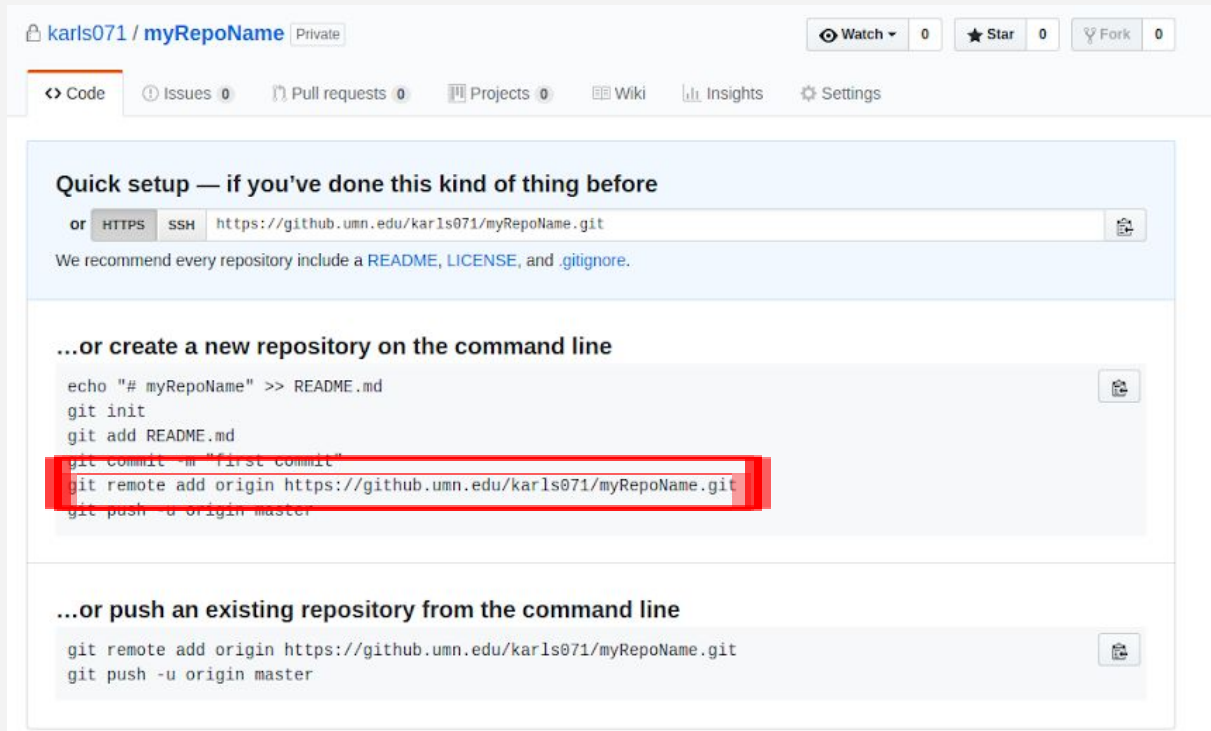 karls071 / myRepoName Private
Watch 0 Star 0 Fork 0
Code Issues 0 Pull requests 0 Projects 0 Wiki Insights Settings
Quick setup — if you've done this kind of thing before
or HTTPS SSH https://github.umn.edu/karls071/myRepoName.git
We recommend every repository include a README, LICENSE, and .gitignore.
…or create a new repository on the command line
echo "# myRepoName" >> README.md
git init
git add README.md
git commit -m "first commit"
git remote add origin https://github.umn.edu/karls071/myRepoName.git
git push -u origin master
…or push an existing repository from the command line
git remote add origin https://github.umn.edu/karls071/myRepoName.git
git push -u origin master